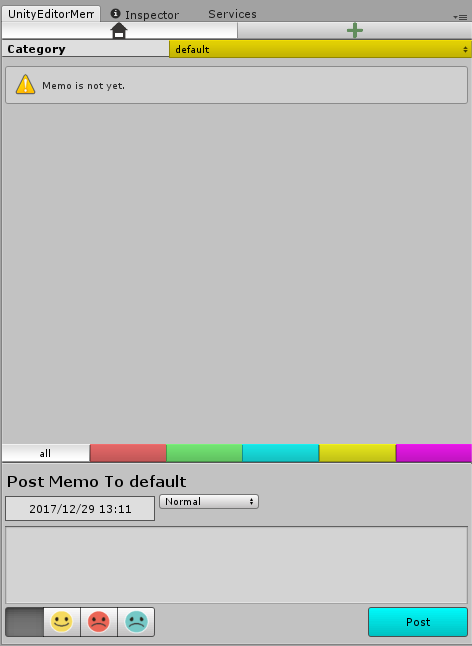 UnityEditorMem
Inspector
Services
Category
default
Memo is not yet.
all
Post Memo To default
2017/12/29 13:11
Normal
Post